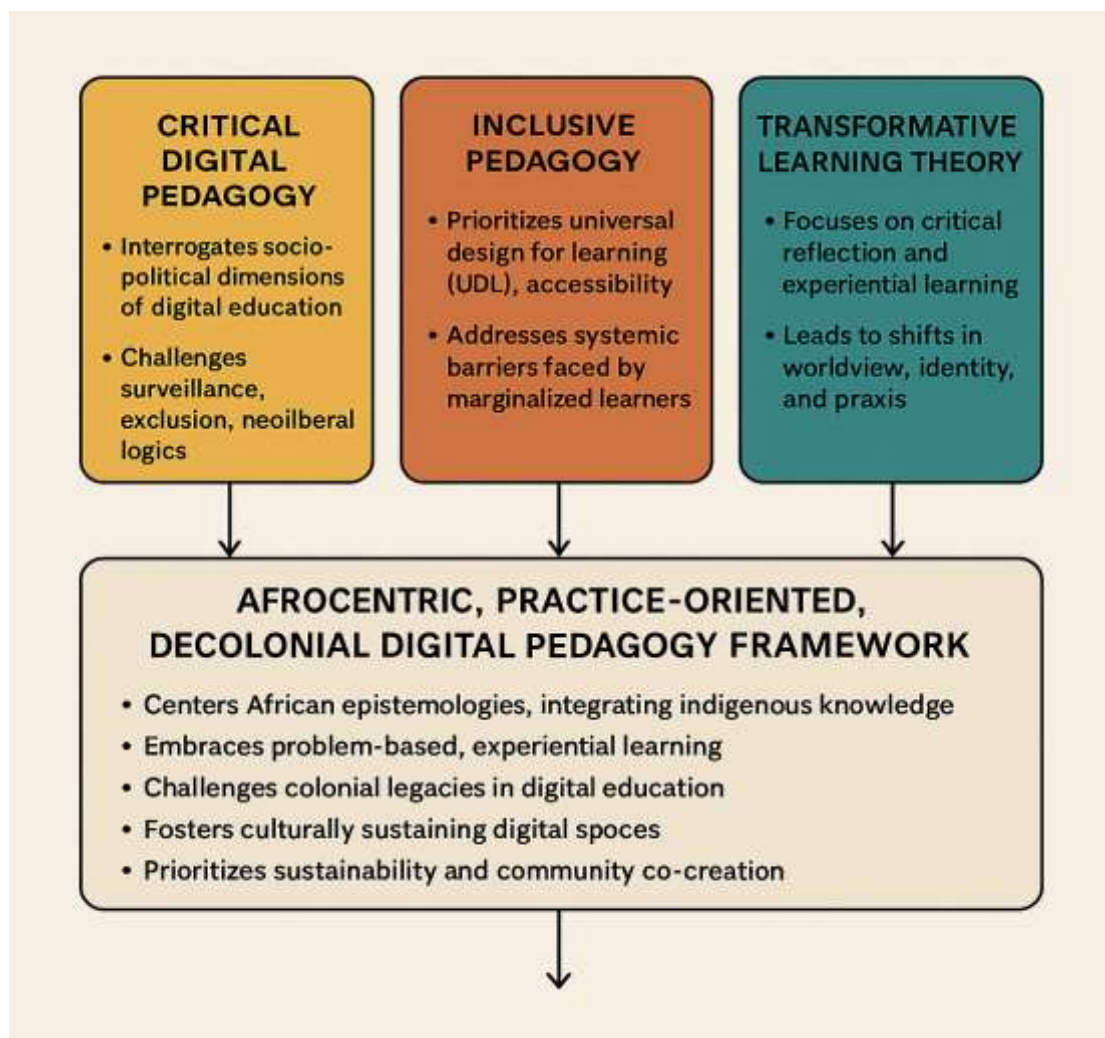 CRITICAL
DIGITAL
PEDAGOGY
• Interrogates socio-
political dimensions
of digital education
• Challenges
surveillance,
exclusion, neoilberal
logics
INCLUSIVE
PEDAGOGY
• Prioritizes universal
design for learning
(UDL), accessibility
• Addresses systemic
barriers faced by
marginalized learners
TRANSFORMATIVE
LEARNING THEORY
• Focuses on critical
reflection and
experiential learning
• Leads to shifts in
worldview, identity,
and praxis
AFROCENTRIC, PRACTICE-ORIENTED,
DECOLONIAL DIGITAL PEDAGOGY FRAMEWORK
• Centers African epistemologies, integrating indigenous knowledge
• Embraces problem-based, experiential learning
• Challenges colonial legacies in digital education
• Fosters culturally sustaining digital spoces
• Prioritizes sustainability and community co-creation